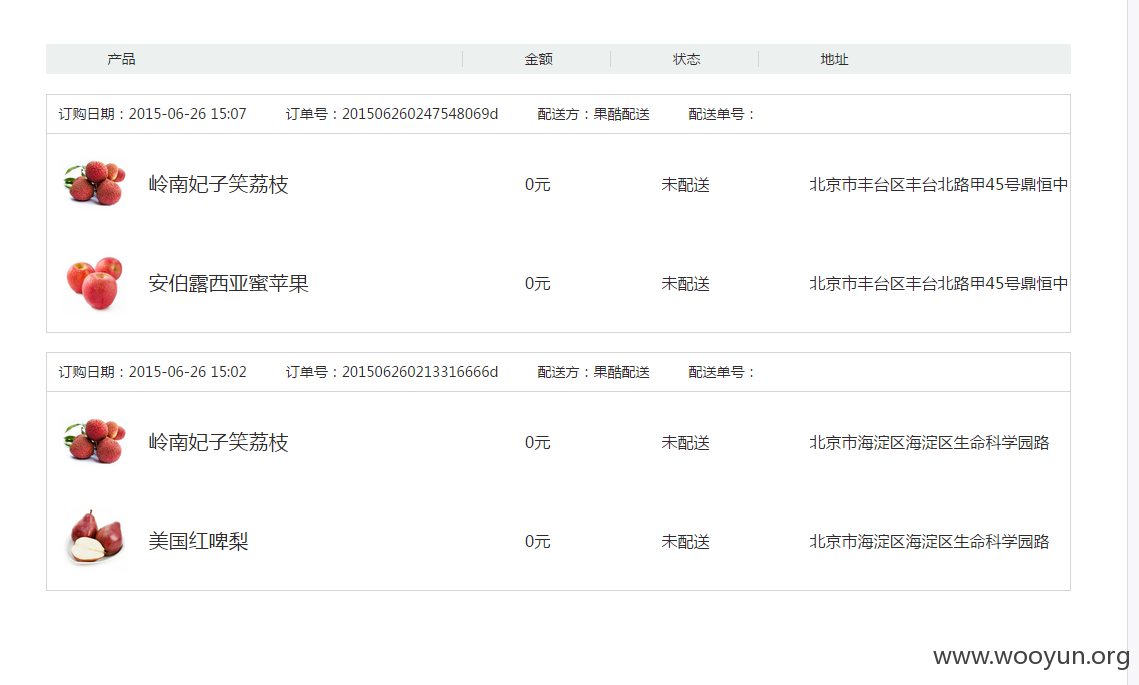 产品 金额 状态 地址
订购日期：2015-06-26 15:07 订单号：201506260247548069d 配送方：果酷配送 配送单号：
岭南妃子笑荔枝 0元 未配送 北京市丰台区丰台北路甲45号鼎恒中
安伯露西亚蜜苹果 0元 未配送 北京市丰台区丰台北路甲45号鼎恒中
订购日期：2015-06-26 15:02 订单号：201506260213316666d 配送方：果酷配送 配送单号：
岭南妃子笑荔枝 0元 未配送 北京市海淀区海淀区生命科学园路
美国红啤梨 0元 未配送 北京市海淀区海淀区生命科学园路
www.wooyun.org